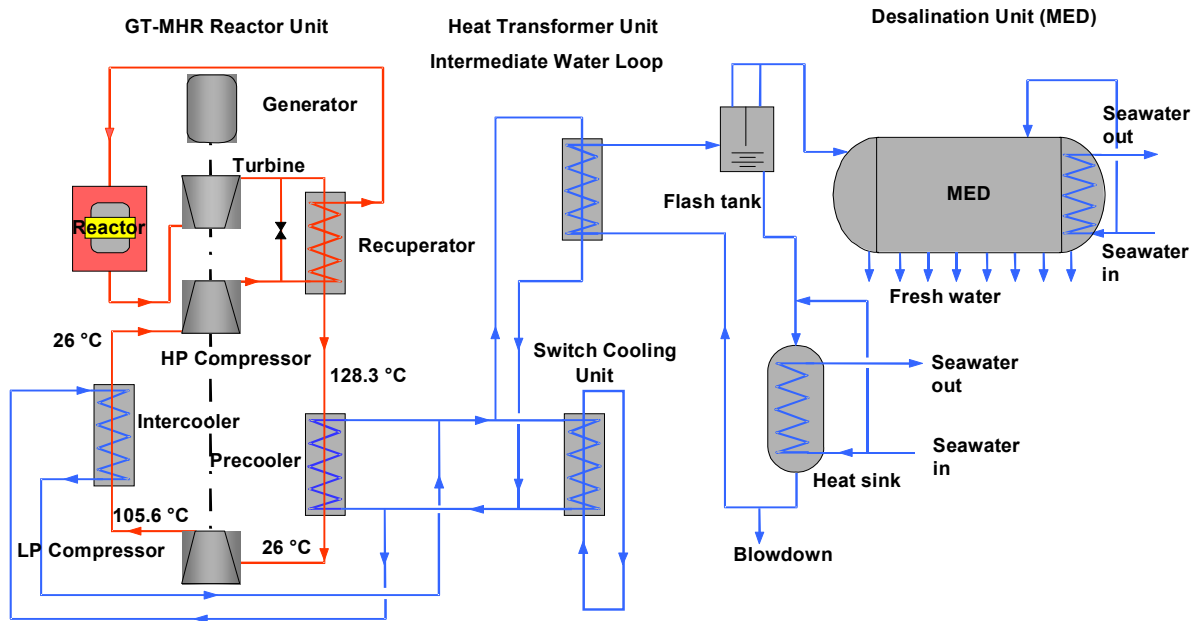 GT-MHR Reactor Unit
Heat Transformer Unit
Intermediate Water Loop
Desalination Unit (MED)
Generator
Turbine
Reactor
Recuperator
HP Compressor
26 °C
128.3 °C
Intercooler
Precooler
105.6 °C
LP Compressor
26 °C
Switch Cooling
Unit
Flash tank
MED
Seawater
out
Seawater
in
Fresh water
Seawater
out
Seawater
in
Heat sink
Blowdown